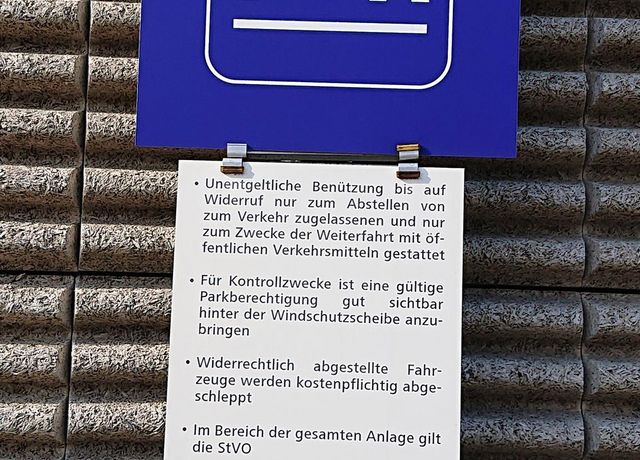 • Unentgeltliche Benützung bis auf
Widerruf nur zum Abstellen von
zum Verkehr zugelassenen und nur
zum Zwecke der Weiterfahrt mit öf-
fentlichen Verkehrsmitteln gestattet
• Für Kontrollzwecke ist eine gültige
Parkberechtigung gut sichtbar
hinter der Windschutzscheibe anzu-
bringen
• Widerrechtlich abgestellte Fahr-
zeuge werden kostenpflichtig abge-
schleppt
• Im Bereich der gesamten Anlage gilt
die StVO